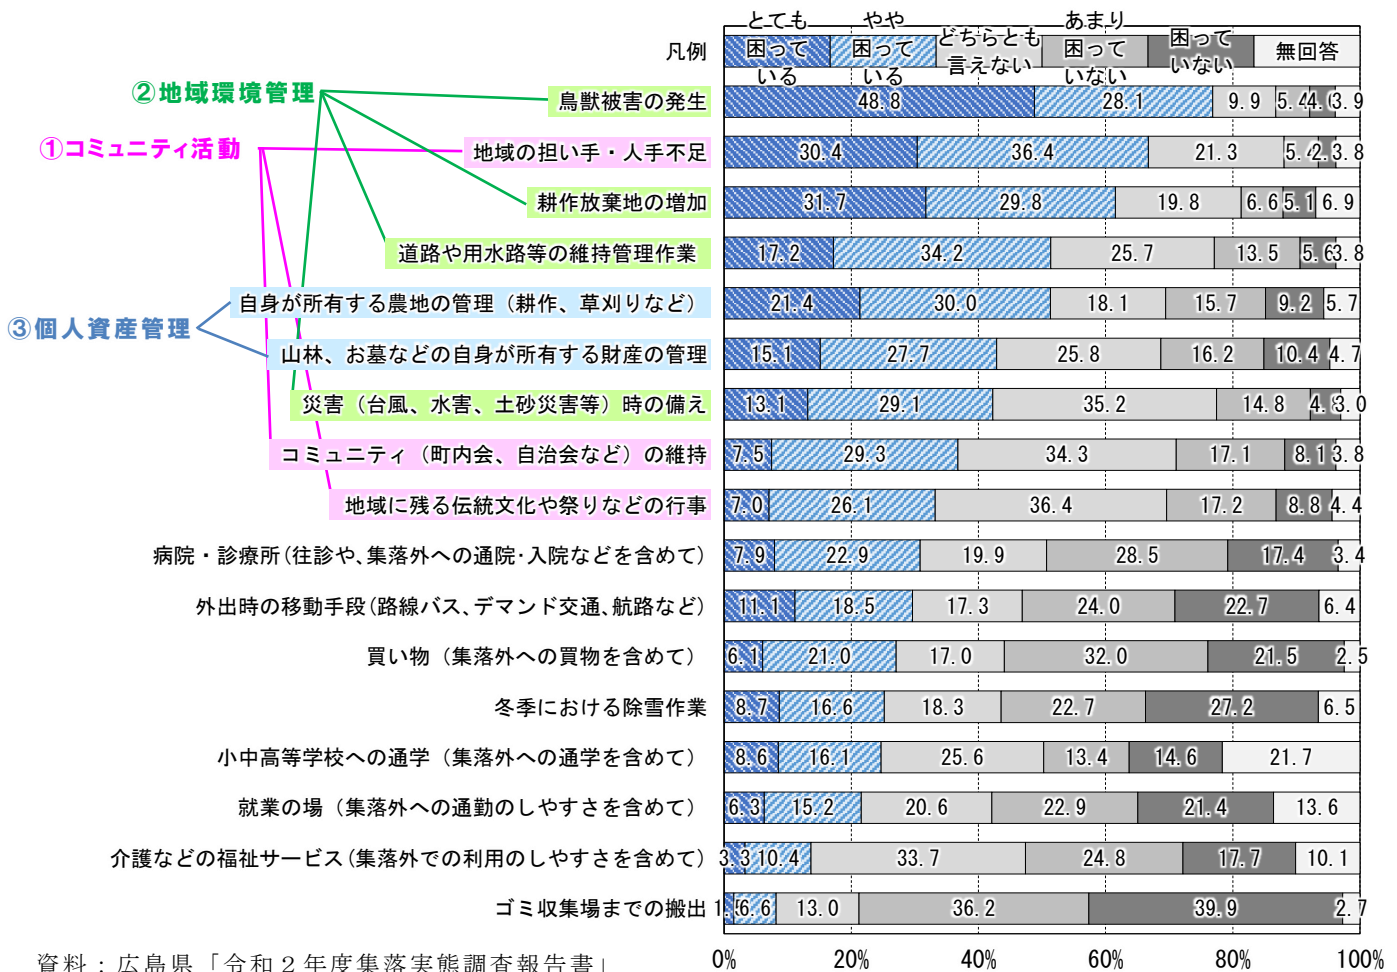 凡例
とても困っている
やや困っている
どちらとも言えない
あまり困っていない
困っていない
無回答
②地域環境管理
①コミュニティ活動
③個人資産管理
鳥獣被害の発生 48.8 28.1 9.9 5.4 3.9
地域の担い手・人手不足 30.4 36.4 21.3 5.4 3.8
耕作放棄地の増加 31.7 29.8 19.8 6.6 5.1 6.9
道路や用水路等の維持管理作業 17.2 34.2 25.7 13.5 5.6 3.8
自身が所有する農地の管理（耕作、草刈りなど） 21.4 30.0 18.1 15.7 9.2 5.7
山林、お墓などの自身が所有する財産の管理 15.1 27.7 25.8 16.2 10.4 4.7
災害（台風、水害、土砂災害等）時の備え 13.1 29.1 35.2 14.8 3.0
コミュニティ（町内会、自治会など）の維持 7.5 29.3 34.3 17.1 8.1 3.8
地域に残る伝統文化や祭りなどの行事 7.0 26.1 36.4 17.2 8.8 4.4
病院・診療所(往診や、集落外への通院・入院などを含めて) 7.9 22.9 19.9 28.5 17.4 3.4
外出時の移動手段(路線バス、デマンド交通、航路など) 11.1 18.5 17.3 24.0 22.7 6.4
買い物（集落外への買物を含めて） 6.1 21.0 17.0 32.0 21.5 2.5
冬季における除雪作業 8.7 16.6 18.3 22.7 27.2 6.5
小中高等学校への通学（集落外への通学を含めて） 8.6 16.1 25.6 13.4 14.6 21.7
就業の場（集落外への通勤のしやすさを含めて） 6.3 15.2 20.6 22.9 21.4 13.6
介護などの福祉サービス(集落外での利用のしやすさを含めて) 3.3 10.4 33.7 24.8 17.7 10.1
ゴミ収集場までの搬出 6.6 13.0 36.2 39.9 2.7
0% 20% 40% 60% 80% 100%
資料：広島県「令和２年度集落実態調査報告書」